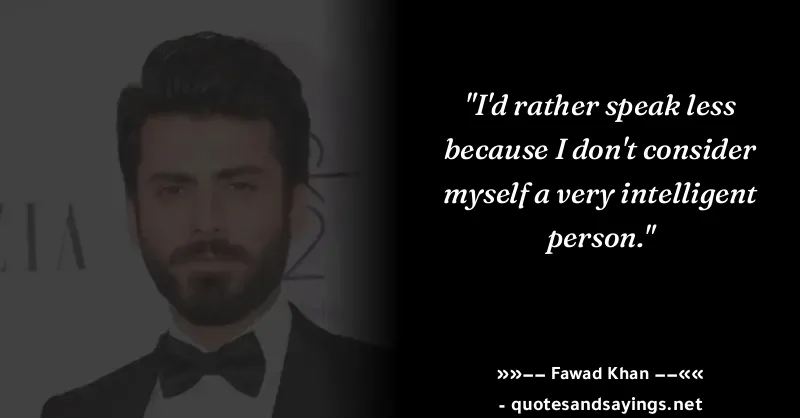 "I'd rather speak less
because I don't consider
myself a very intelligent
person."
»»−− Fawad Khan −−««
- quotesandsayings.net